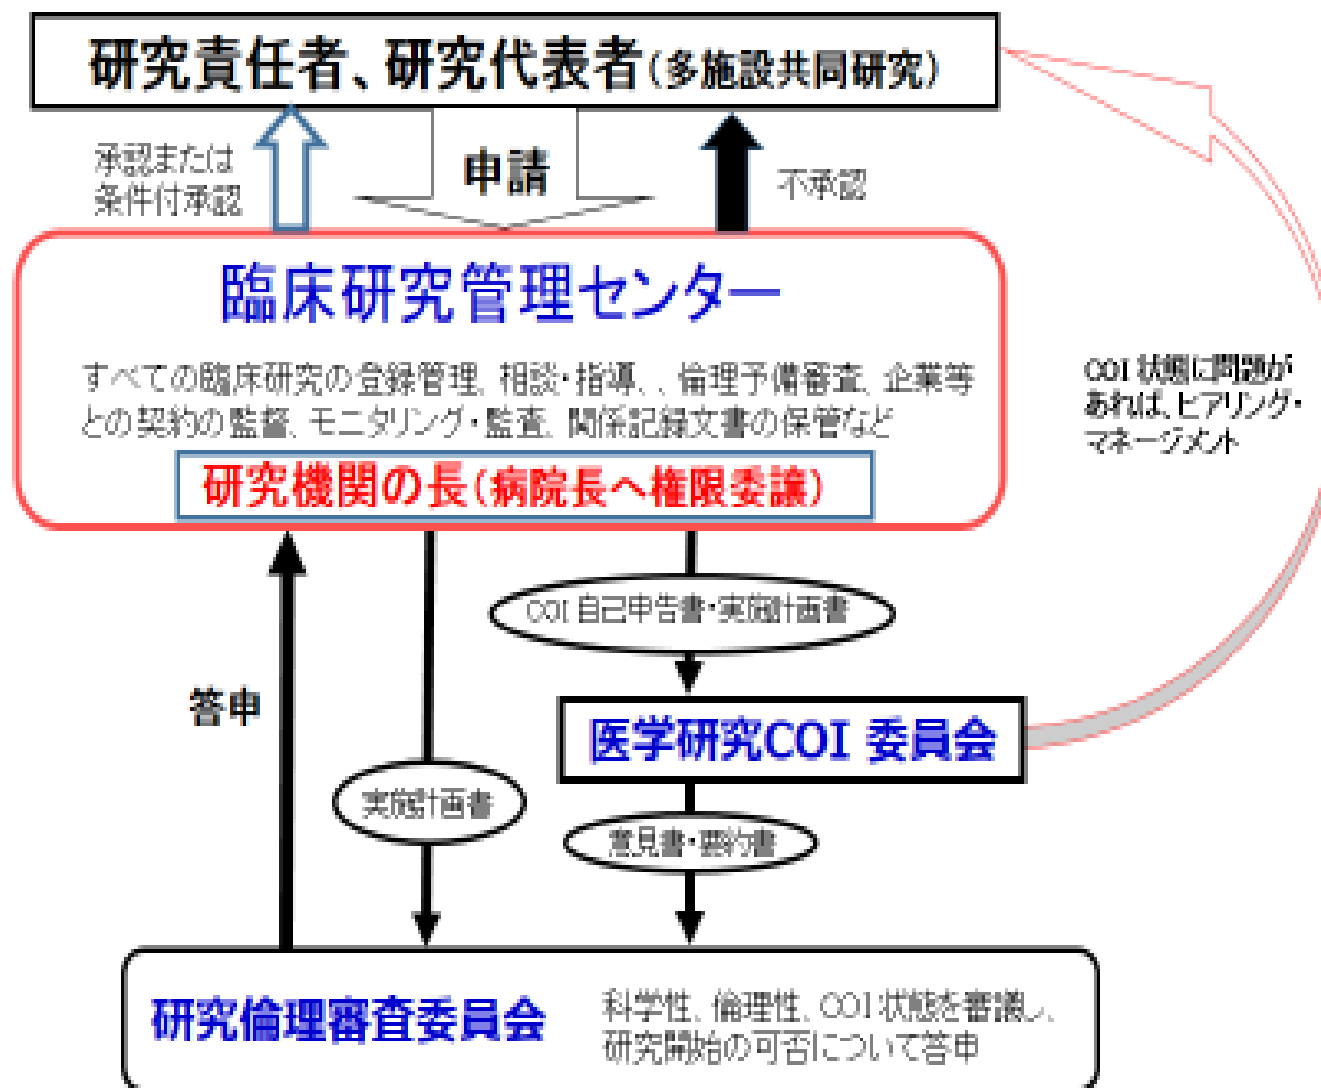 研究責任者、研究代表者(多施設共同研究)
承認または
条件付承認
申請
不承認
臨床研究管理センター
すべての臨床研究の登録管理、相談・指導、、倫理予備審査、企業等
との契約の監督、モニタリング・監査、関係記録文書の保管など
研究機関の長(病院長へ権限委譲)
COI 状態に問題が
あれば、ヒアリング・
マネージメント
COI 自己申告書・実施計画書
答申
医学研究COI 委員会
実施計画書
意見書・要約書
研究倫理審査委員会
科学性、倫理性、COI 状態を審議し、
研究開始の可否について答申